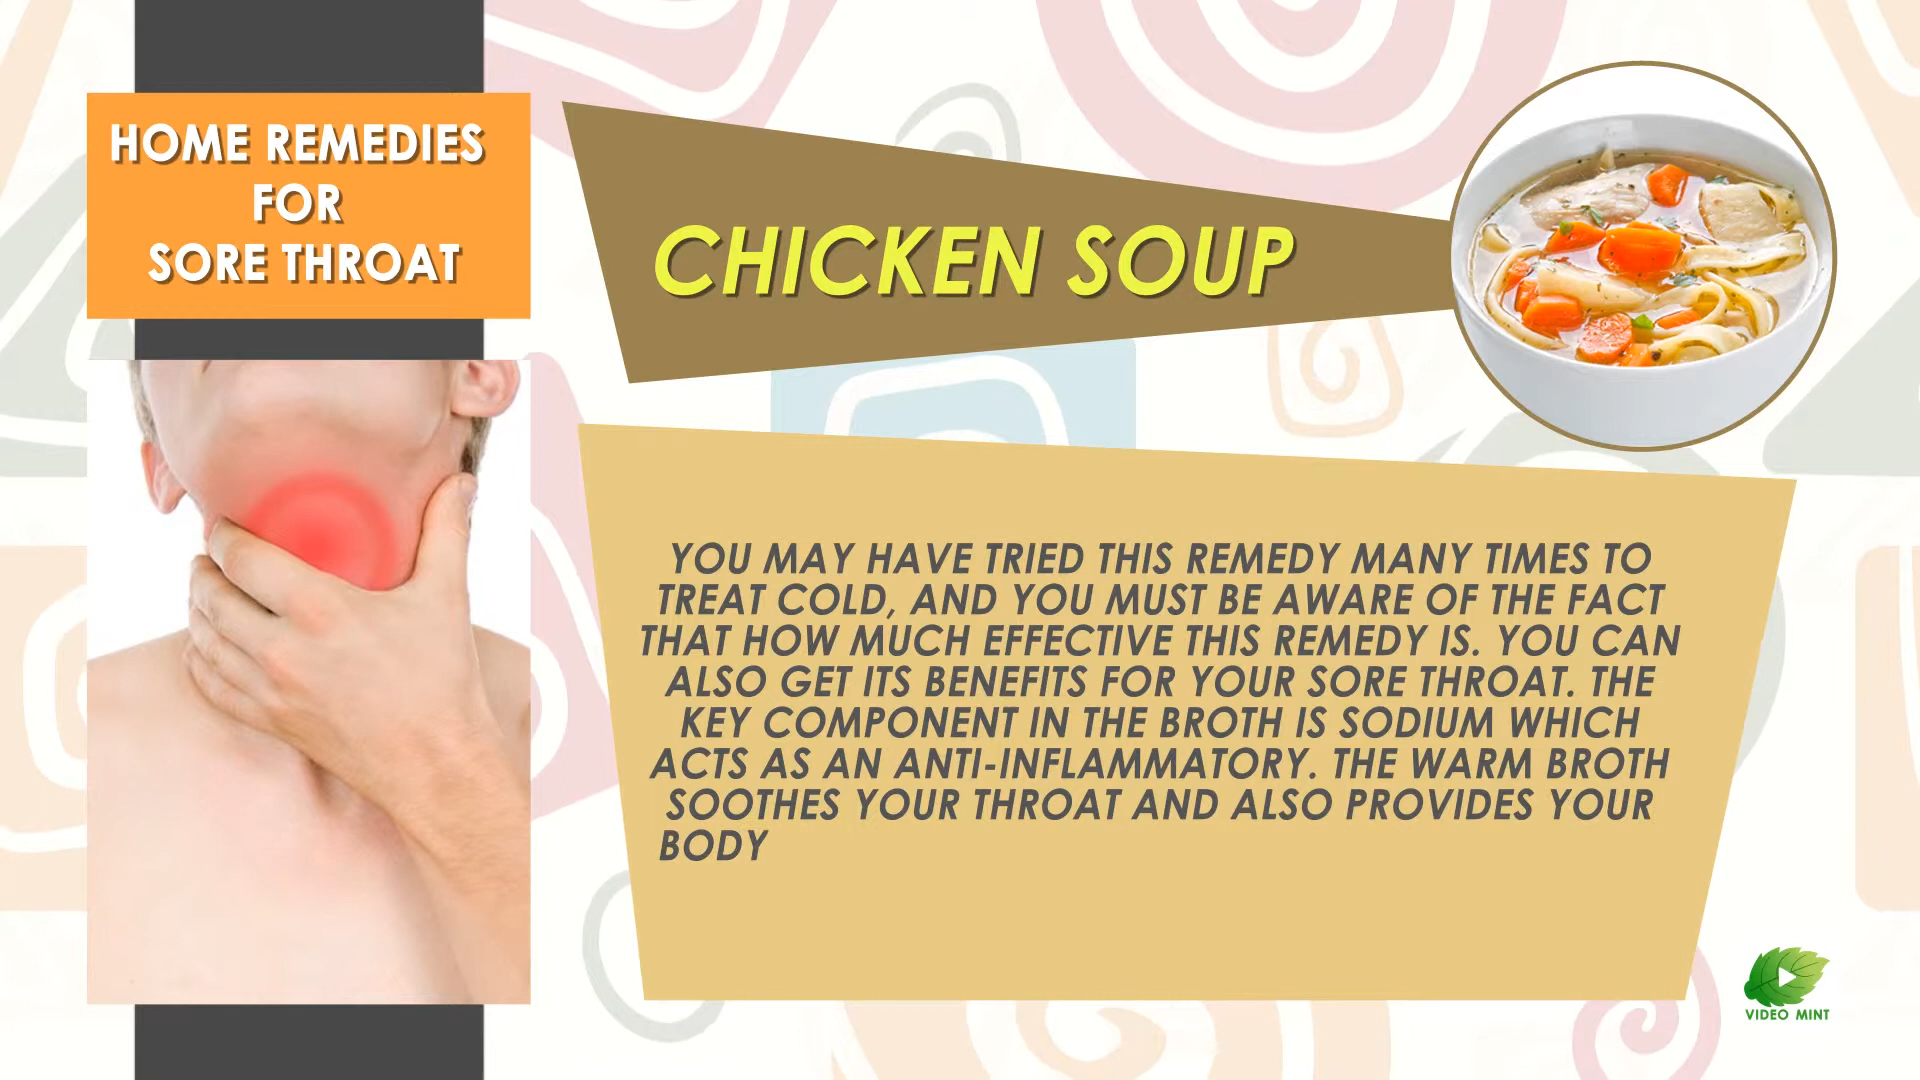 HOME REMEDIES
FOR
SORE THROAT
CHICKEN SOUP
YOU MAY HAVE TRIED THIS REMEDY MANY TIMES TO
TREAT COLD, AND YOU MUST BE AWARE OF THE FACT
THAT HOW MUCH EFFECTIVE THIS REMEDY IS. YOU CAN
ALSO GET ITS BENEFITS FOR YOUR SORE THROAT. THE
KEY COMPONENT IN THE BROTH IS SODIUM WHICH
ACTS AS AN ANTI-INFLAMMATORY. THE WARM BROTH
SOOTHES YOUR THROAT AND ALSO PROVIDES YOUR
BODY
VIDEO MINT